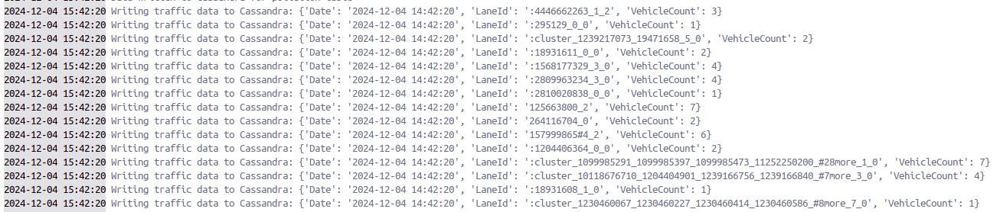 2024-12-04 15:42:20 Writing traffic data to Cassandra: {'Date': '2024-12-04 14:42:20', 'LaneId': ':4446662263_1_2', 'VehicleCount': 3}
2024-12-04 15:42:20 Writing traffic data to Cassandra: {'Date': '2024-12-04 14:42:20', 'LaneId': ':295129_0_0', 'VehicleCount': 1}
2024-12-04 15:42:20 Writing traffic data to Cassandra: {'Date': '2024-12-04 14:42:20', 'LaneId': ':cluster_1239217073_19471658_5_0', 'VehicleCount': 2}
2024-12-04 15:42:20 Writing traffic data to Cassandra: {'Date': '2024-12-04 14:42:20', 'LaneId': ':18931611_0_0', 'VehicleCount': 2}
2024-12-04 15:42:20 Writing traffic data to Cassandra: {'Date': '2024-12-04 14:42:20', 'LaneId': ':1568177329_3_0', 'VehicleCount': 4}
2024-12-04 15:42:20 Writing traffic data to Cassandra: {'Date': '2024-12-04 14:42:20', 'LaneId': ':2809963234_3_0', 'VehicleCount': 4}
2024-12-04 15:42:20 Writing traffic data to Cassandra: {'Date': '2024-12-04 14:42:20', 'LaneId': ':2810020838_0_0', 'VehicleCount': 1}
2024-12-04 15:42:20 Writing traffic data to Cassandra: {'Date': '2024-12-04 14:42:20', 'LaneId': '125663800_2', 'VehicleCount': 7}
2024-12-04 15:42:20 Writing traffic data to Cassandra: {'Date': '2024-12-04 14:42:20', 'LaneId': '264116704_0', 'VehicleCount': 2}
2024-12-04 15:42:20 Writing traffic data to Cassandra: {'Date': '2024-12-04 14:42:20', 'LaneId': '157999865#4_2', 'VehicleCount': 6}
2024-12-04 15:42:20 Writing traffic data to Cassandra: {'Date': '2024-12-04 14:42:20', 'LaneId': ':1204406364_0_0', 'VehicleCount': 2}
2024-12-04 15:42:20 Writing traffic data to Cassandra: {'Date': '2024-12-04 14:42:20', 'LaneId': ':cluster_1099985291_1099985397_1099985473_11252250200_#28more_1_0', 'VehicleCount': 7}
2024-12-04 15:42:20 Writing traffic data to Cassandra: {'Date': '2024-12-04 14:42:20', 'LaneId': ':cluster_10118676710_1204404901_1239166756_1239166840_#7more_3_0', 'VehicleCount': 4}
2024-12-04 15:42:20 Writing traffic data to Cassandra: {'Date': '2024-12-04 14:42:20', 'LaneId': ':18931608_1_0', 'VehicleCount': 1}
2024-12-04 15:42:20 Writing traffic data to Cassandra: {'Date': '2024-12-04 14:42:20', 'LaneId': ':cluster_1230460067_1230460227_1230460414_1230460586_#8more_7_0', 'VehicleCount': 1}